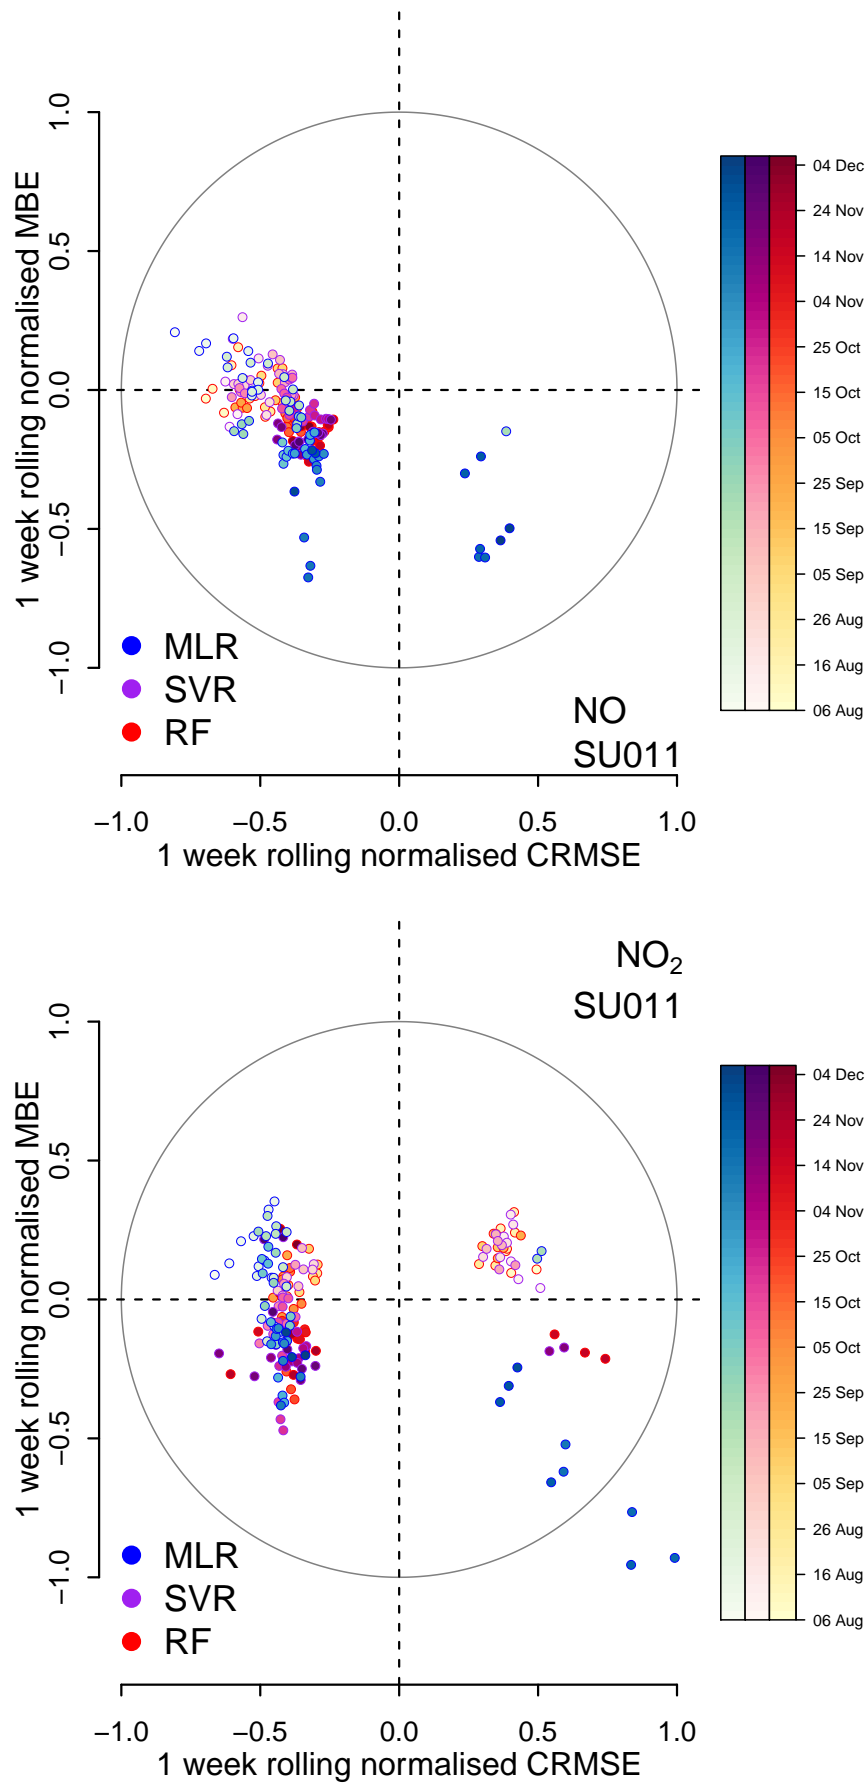 1.0
0.5
0.0
−0.5
−1.0
1 week rolling normalised MBE
MLR
SVR
RF
NO
SU011
−1.0 −0.5 0.0 0.5 1.0
1 week rolling normalised CRMSE
04 Dec
24 Nov
14 Nov
04 Nov
25 Oct
15 Oct
05 Oct
25 Sep
15 Sep
05 Sep
26 Aug
16 Aug
06 Aug
NO₂
SU011
1.0
0.5
0.0
−0.5
−1.0
1 week rolling normalised MBE
MLR
SVR
RF
−1.0 −0.5 0.0 0.5 1.0
1 week rolling normalised CRMSE
04 Dec
24 Nov
14 Nov
04 Nov
25 Oct
15 Oct
05 Oct
25 Sep
15 Sep
05 Sep
26 Aug
16 Aug
06 Aug